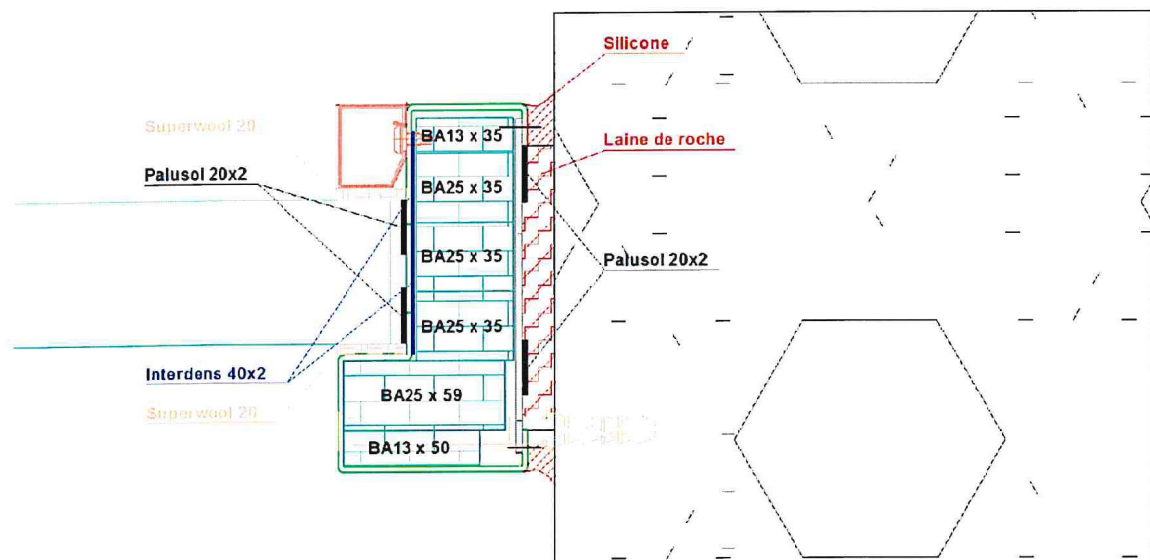 Silicone
Superwool 20
BA13 x 35
Laine de roche
Palusol 20x2
BA25 x 35
BA25 x 35
Palusol 20x2
BA25 x 35
Interdens 40x2
BA25 x 59
Superwool 20
BA13 x 50